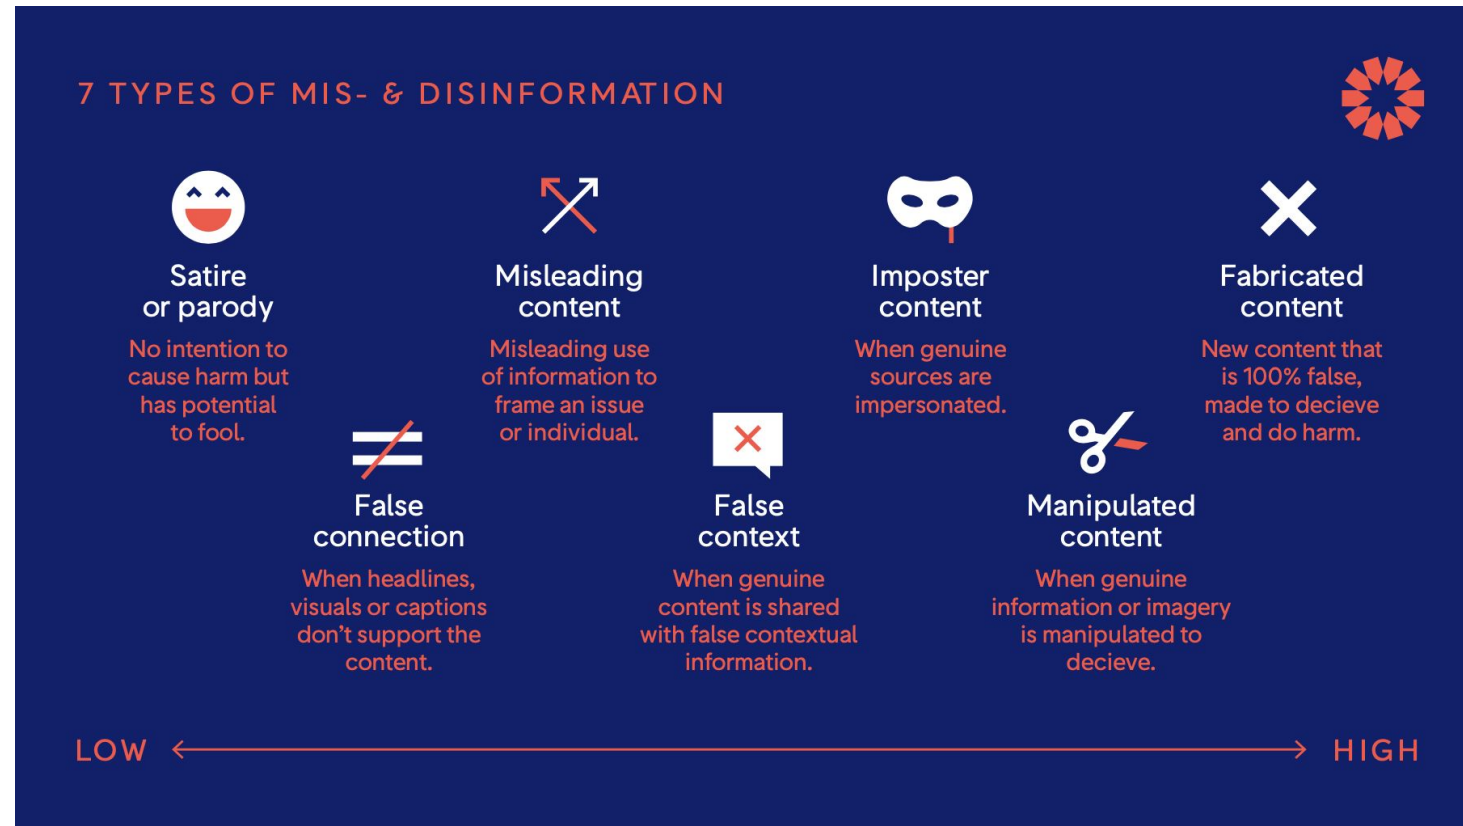 7 TYPES OF MIS- & DISINFORMATION
Satire
or parody
No intention to
cause harm but
has potential
to fool.
False
connection
When headlines,
visuals or captions
don’t support the
content.
Misleading
content
Misleading use
of information to
frame an issue
or individual.
False
context
When genuine
content is shared
with false contextual
information.
Imposter
content
When genuine
sources are
impersonated.
Manipulated
content
When genuine
information or imagery
is manipulated to
decieve.
Fabricated
content
New content that
is 100% false,
made to decieve
and do harm.
LOW
HIGH